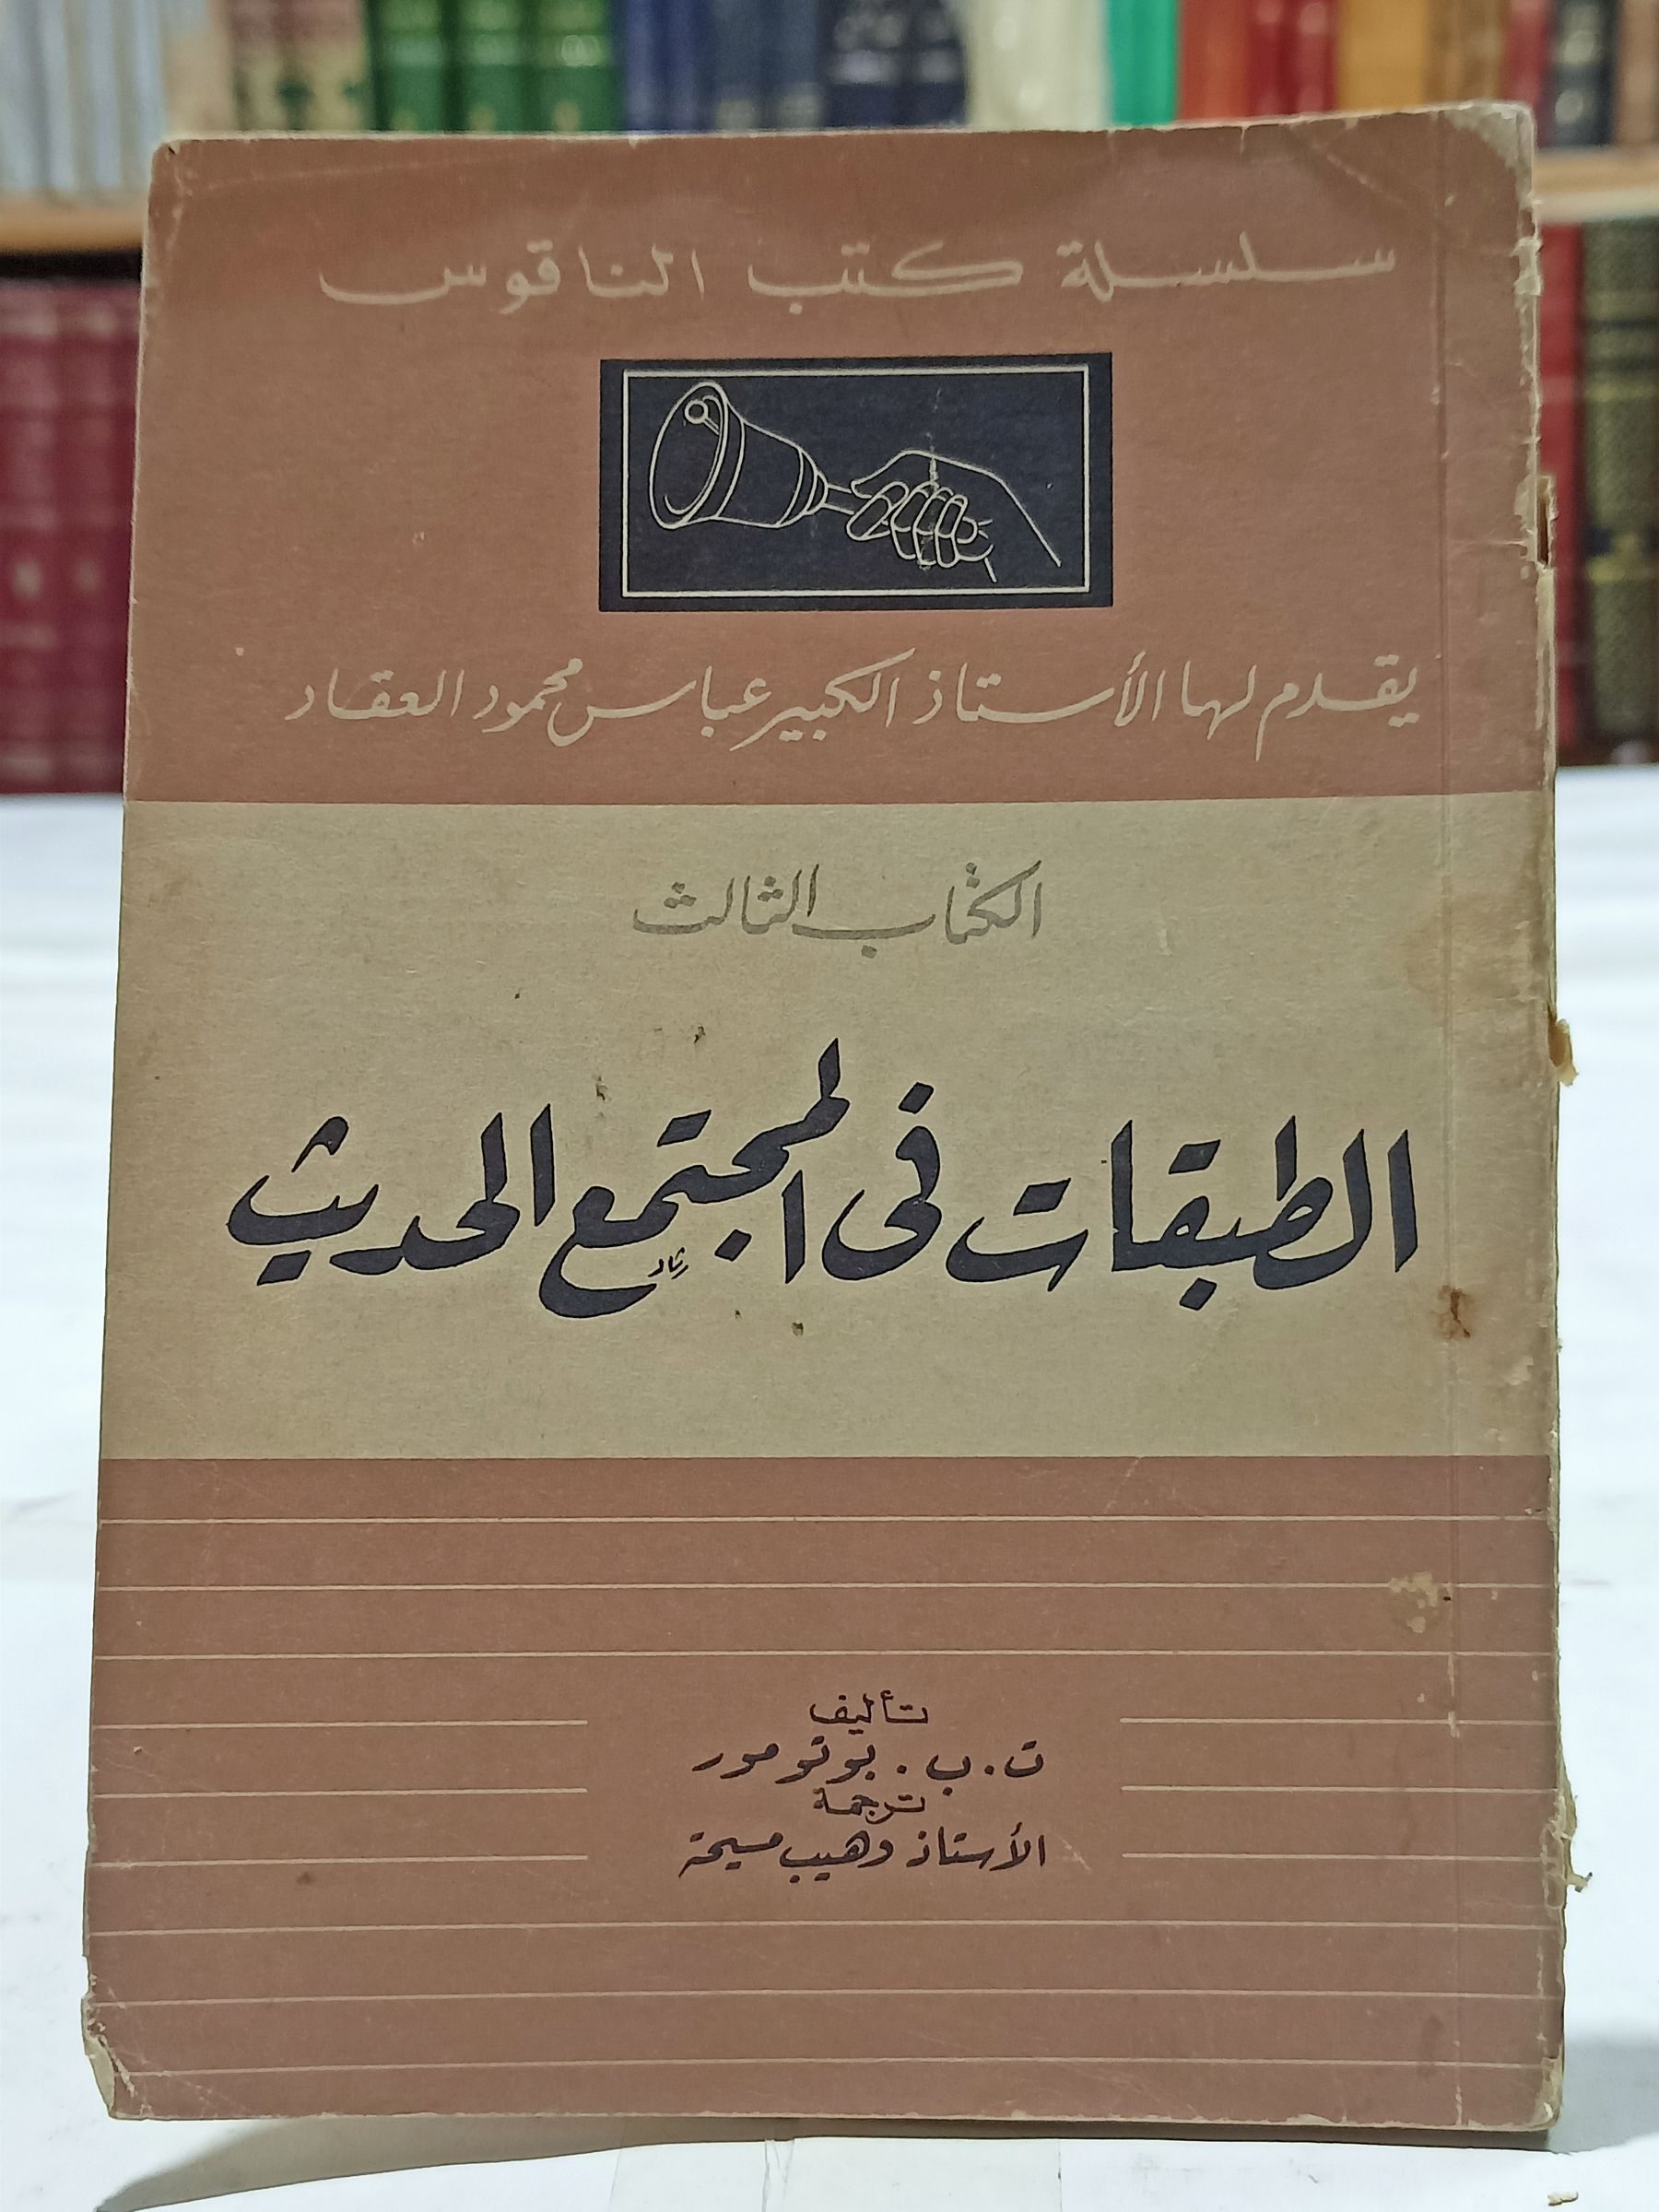 سلسلة كتب الناقوس
يقدم لها الأستاذ الكبير عباس محمود العقاد
الكتاب الثالث
الطبقات فى المجتمع الحديث
تأليف
ت. ب. بوتومور
ترجمة
الأستاذ وهيب مسيحة